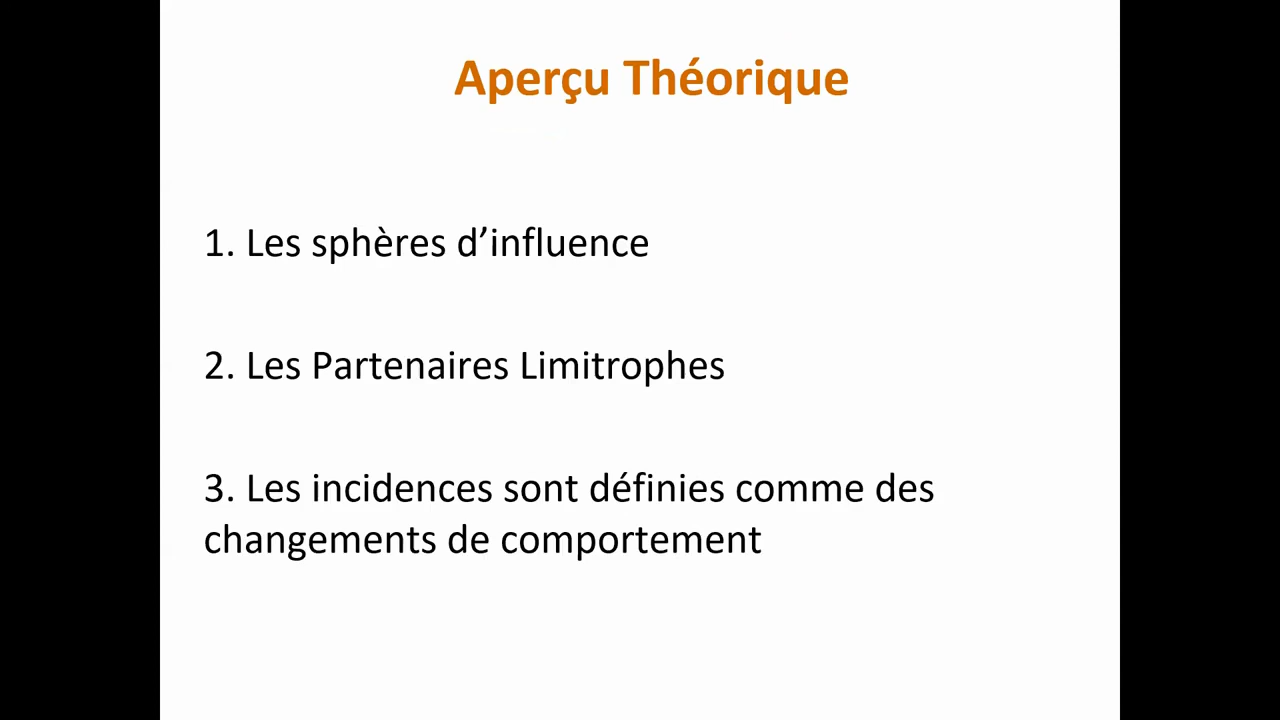 Aperçu Théorique
1. Les sphères d’influence
2. Les Partenaires Limitrophes
3. Les incidences sont définies comme des
changements de comportement